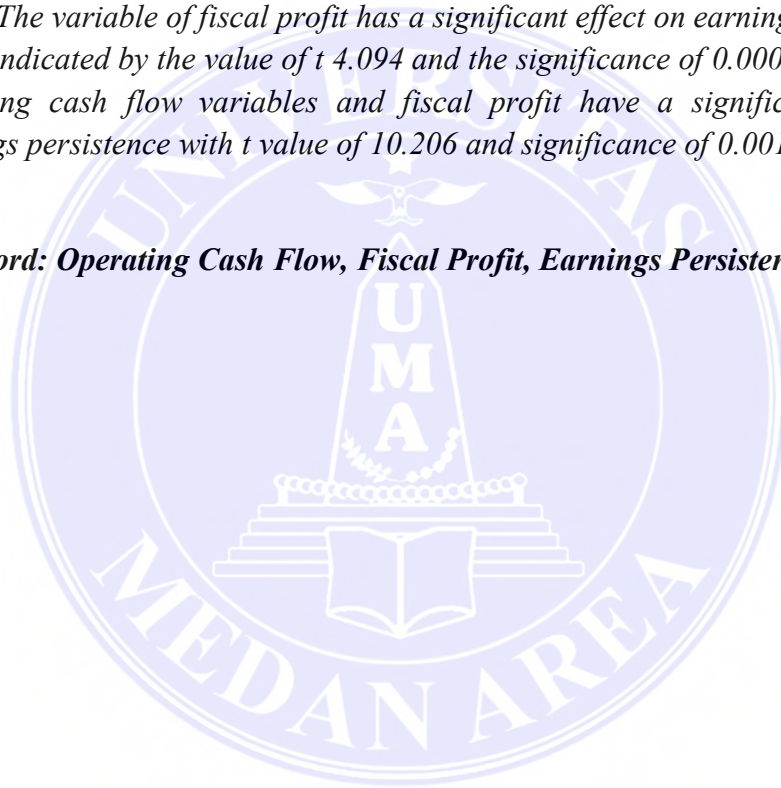 The variable of fiscal profit has a significant effect on earning
ndicated by the value of t 4.094 and the significance of 0.000
ng cash flow variables and fiscal profit have a signific
gs persistence with t value of 10.206 and significance of 0.001
ord: Operating Cash Flow, Fiscal Profit, Earnings Persister
UNIVERSITAS
U
M
A
MEDAN AREA